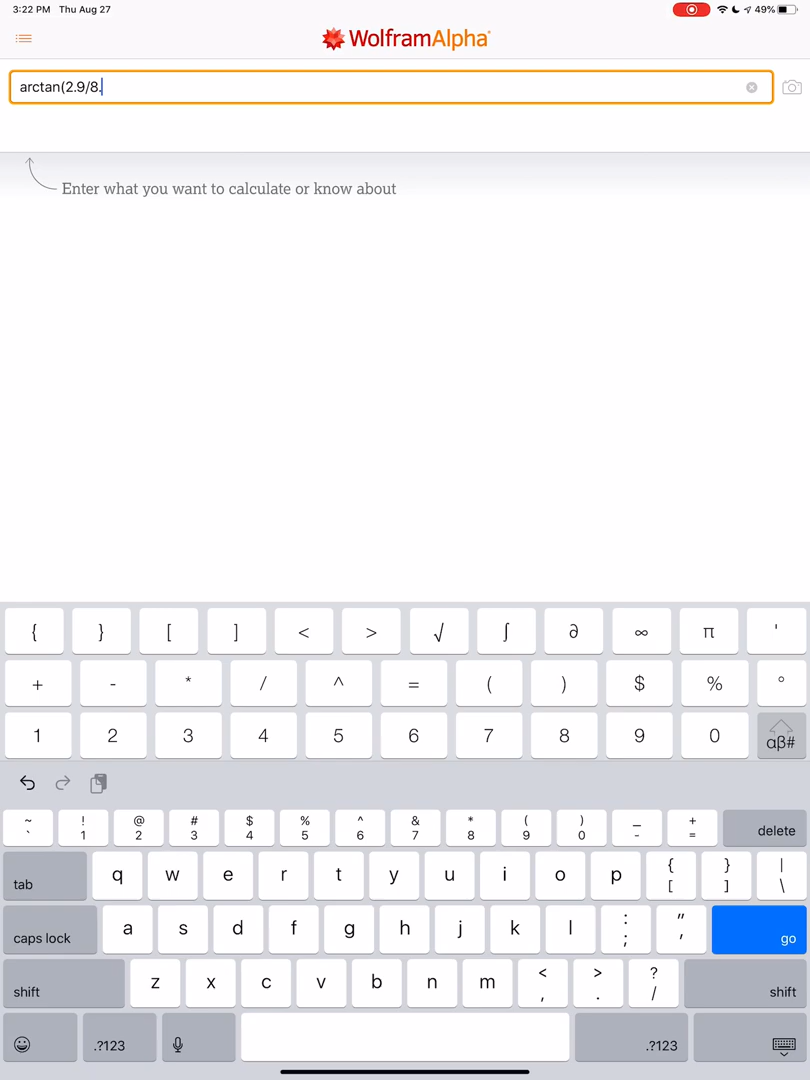 3:22 PM Thu Aug 27
49%
WolframAlpha
arctan(2.9/8.
Enter what you want to calculate or know about
{ } [ ] < > √ ∫ ∂ ∞ π '
+ - * / ^ = ( ) $ % °
1 2 3 4 5 6 7 8 9 0 αβ#
~ ! @ # $ % ^ & * ( ) _ +
` 1 2 3 4 5 6 7 8 9 0 - = delete
tab q w e r t y u i o p { [ } ] | \
caps lock a s d f g h j k l : ; " ' go
shift z x c v b n m < , > . ? / shift
.?123 .?123